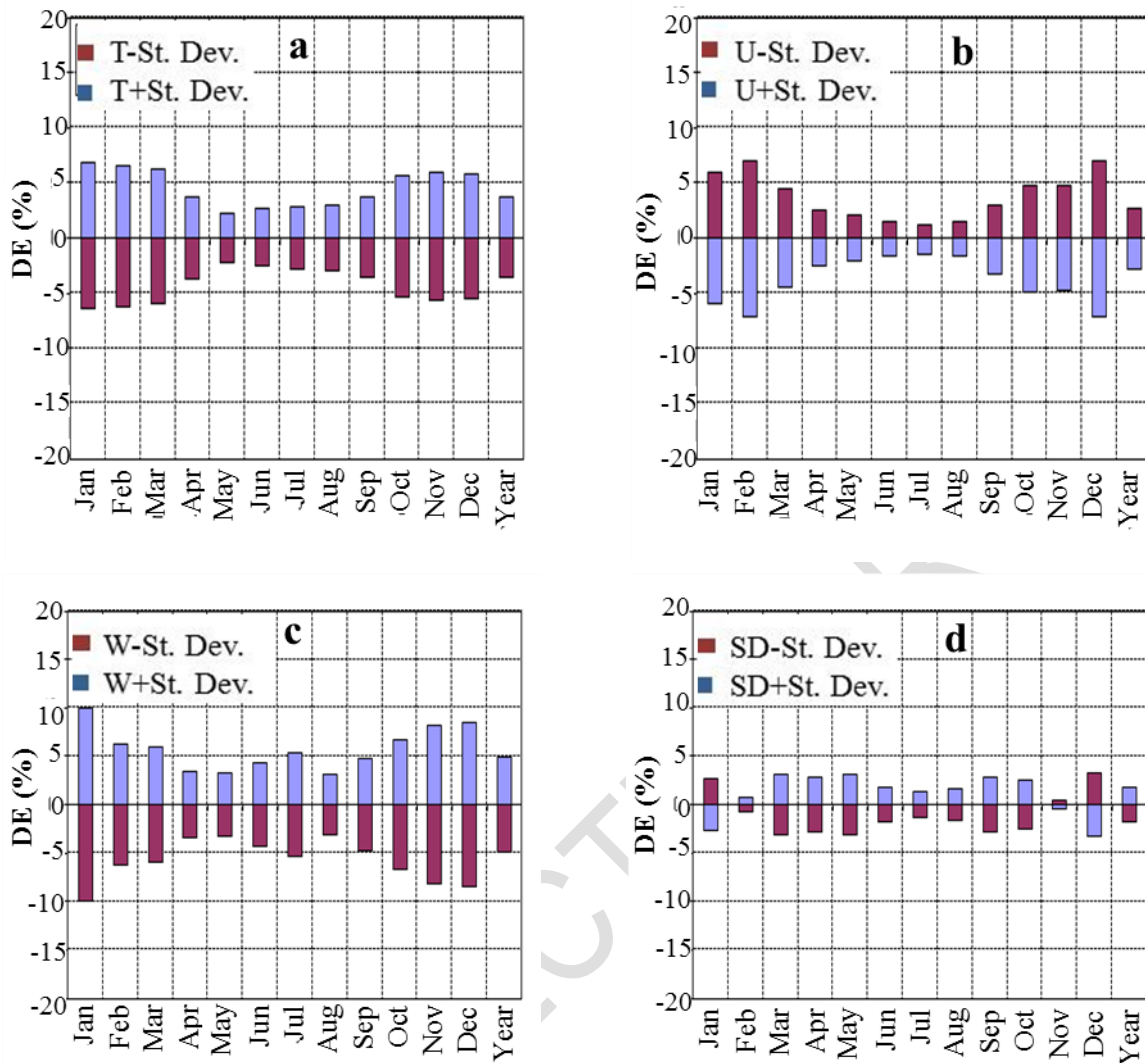 a
T-St. Dev.
T+St. Dev.
DE (%)
20
15
10
5
0
-5
-10
-15
-20
Jan
Feb
Mar
Apr
May
Jun
Jul
Aug
Sep
Oct
Nov
Dec
Year
b
U-St. Dev.
U+St. Dev.
DE (%)
20
15
10
5
0
-5
-10
-15
-20
Jan
Feb
Mar
Apr
May
Jun
Jul
Aug
Sep
Oct
Nov
Dec
Year
c
W-St. Dev.
W+St. Dev.
DE (%)
20
15
10
5
0
-5
-10
-15
-20
Jan
Feb
Mar
Apr
May
Jun
Jul
Aug
Sep
Oct
Nov
Dec
Year
d
SD-St. Dev.
SD+St. Dev.
DE (%)
20
15
10
5
0
-5
-10
-15
-20
Jan
Feb
Mar
Apr
May
Jun
Jul
Aug
Sep
Oct
Nov
Dec
Year